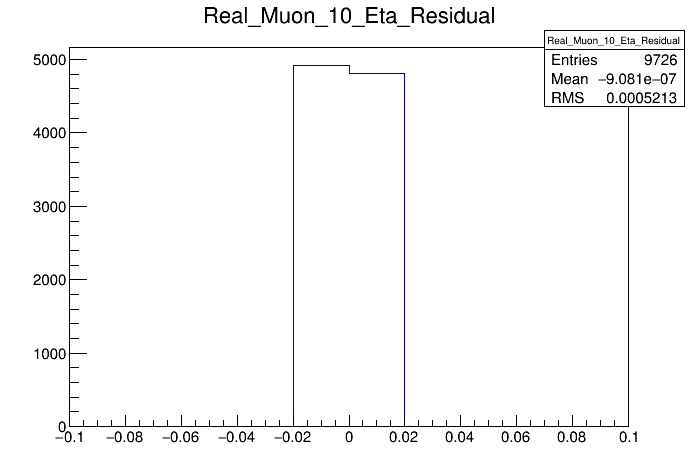 Real_Muon_10_Eta_Residual
Real_Muon_10_Eta_Residual
Entries 9726
Mean −9.081e−07
RMS 0.0005213
5000
4000
3000
2000
1000
0
−0.1 −0.08 −0.06 −0.04 −0.02 0 0.02 0.04 0.06 0.08 0.1